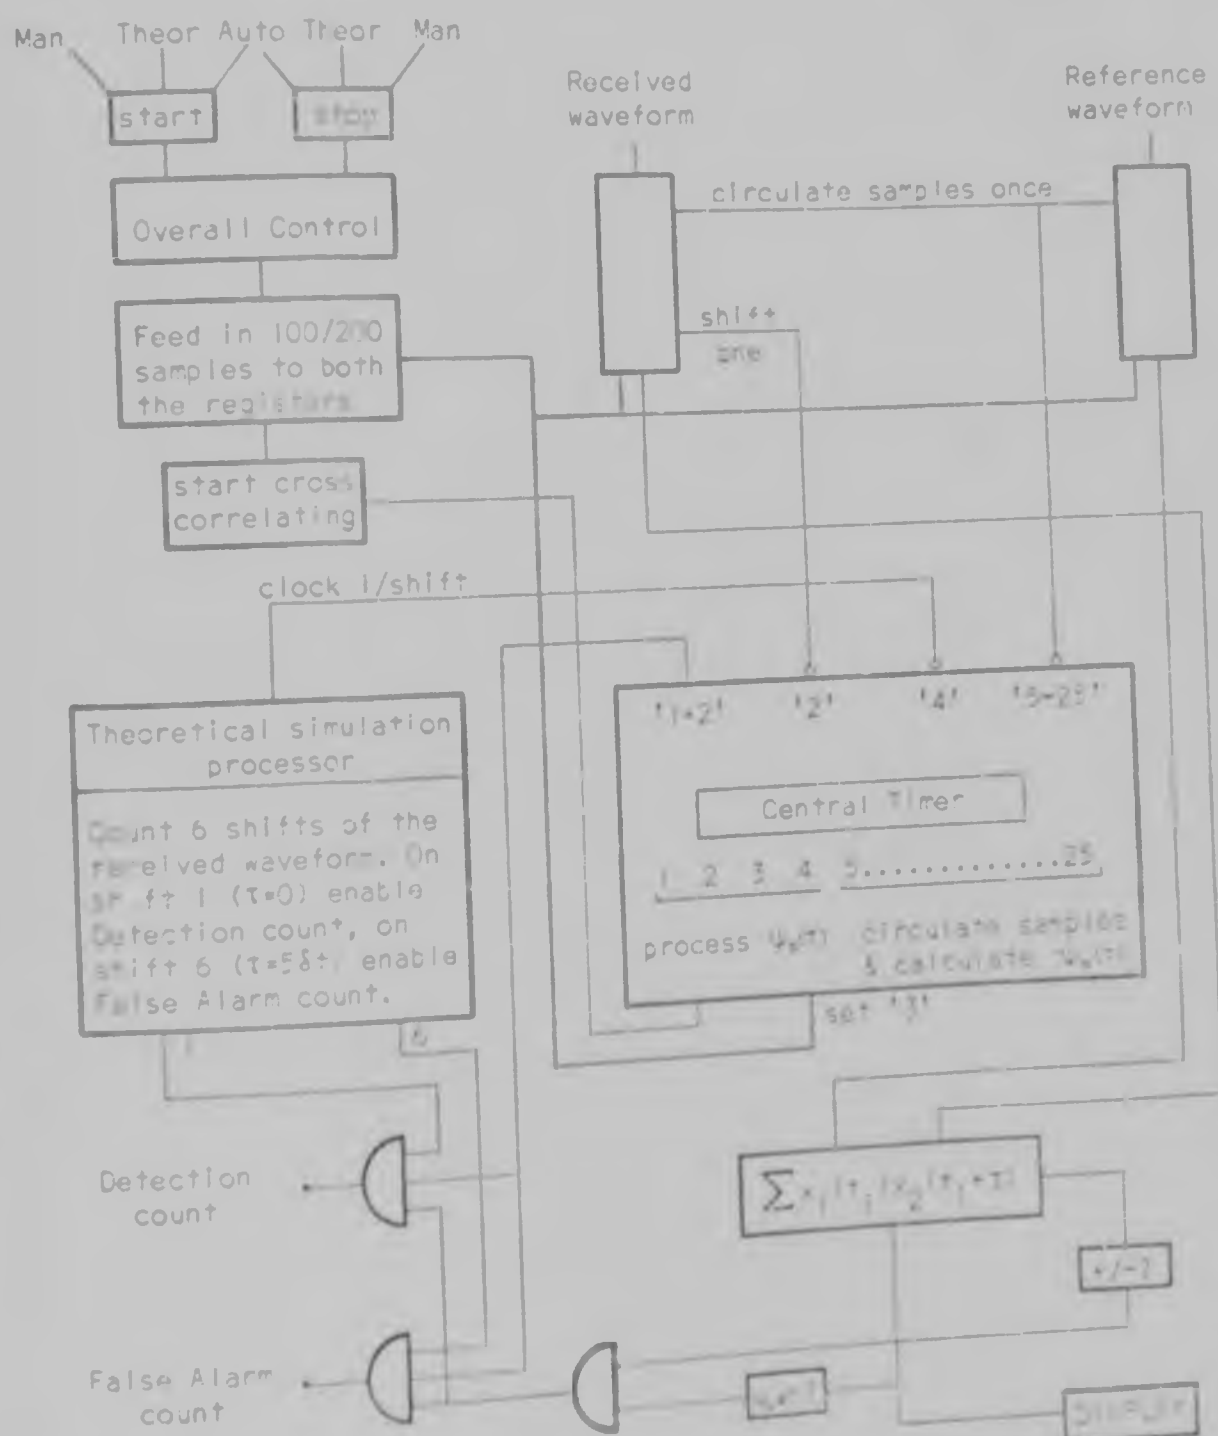 Man Theor Auto Theor Man
start
stop
Overall Control
Feed in 100/200
samples to both
the registers
start cross
correlating
Received
waveform
Reference
waveform
circulate samples once
shift
one
clock 1/shift
Theoretical simulation
processor
Count 6 shifts of the
received waveform. On
shift 1 (τ=0) enable
Detection count, on
shift 6 (τ=5δt) enable
False Alarm count.
1
6
'1-2' '2' '4' '5-25'
Central Timer
1 2 3 4 5.............25
process circulate samples
& calculate
set '3'
Detection
count
+/-?
False Alarm
count
DISPLAY